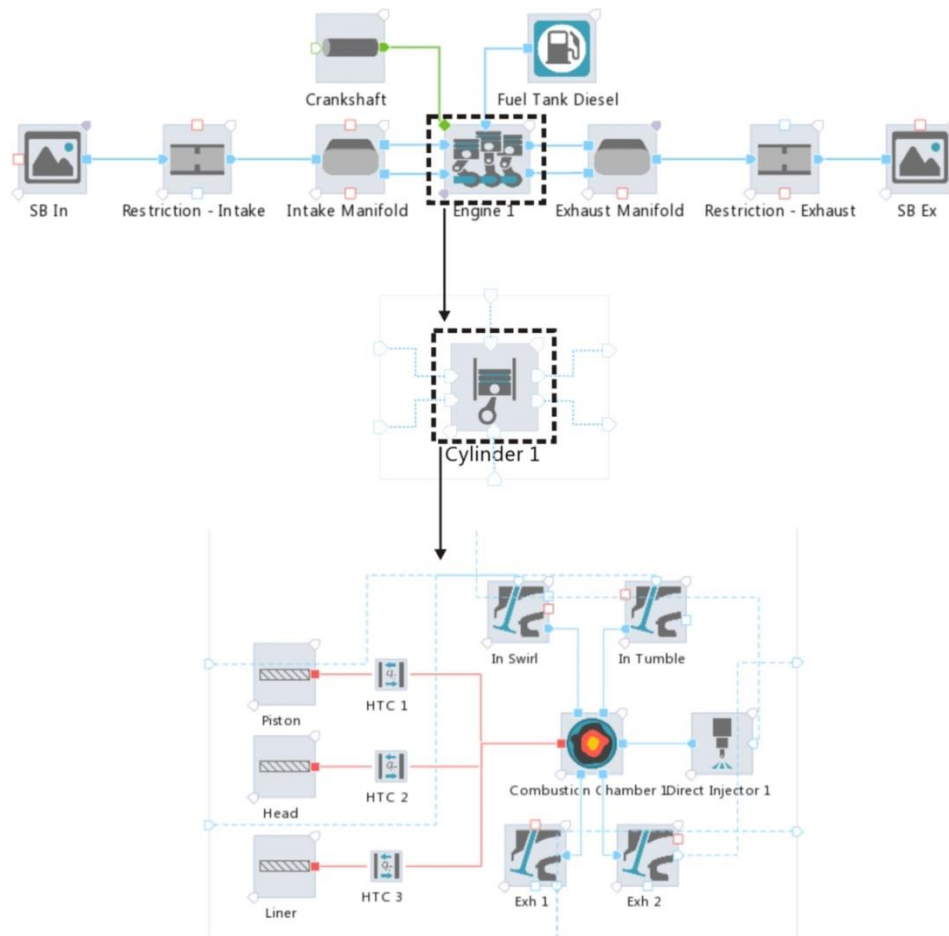 Crankshaft
Fuel Tank Diesel
SB In
Restriction - Intake
Intake Manifold
Engine 1
Exhaust Manifold
Restriction - Exhaust
SB Ex
Cylinder 1
In Swirl
In Tumble
Piston
HTC 1
Head
HTC 2
Combustion Chamber 1
Direct Injector 1
Liner
HTC 3
Exh 1
Exh 2